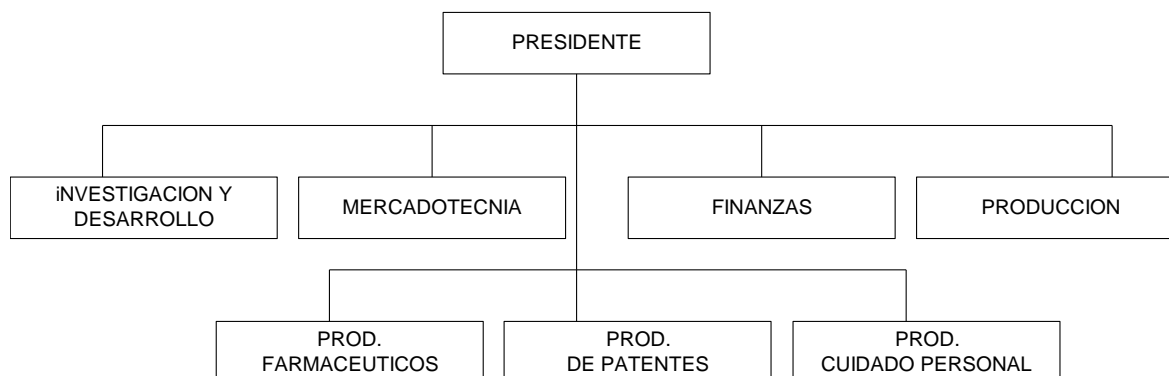 PRESIDENTE
iNVESTIGACION Y
DESARROLLO
MERCADOTECNIA
FINANZAS
PRODUCCION
PROD.
FARMACEUTICOS
PROD.
DE PATENTES
PROD.
CUIDADO PERSONAL